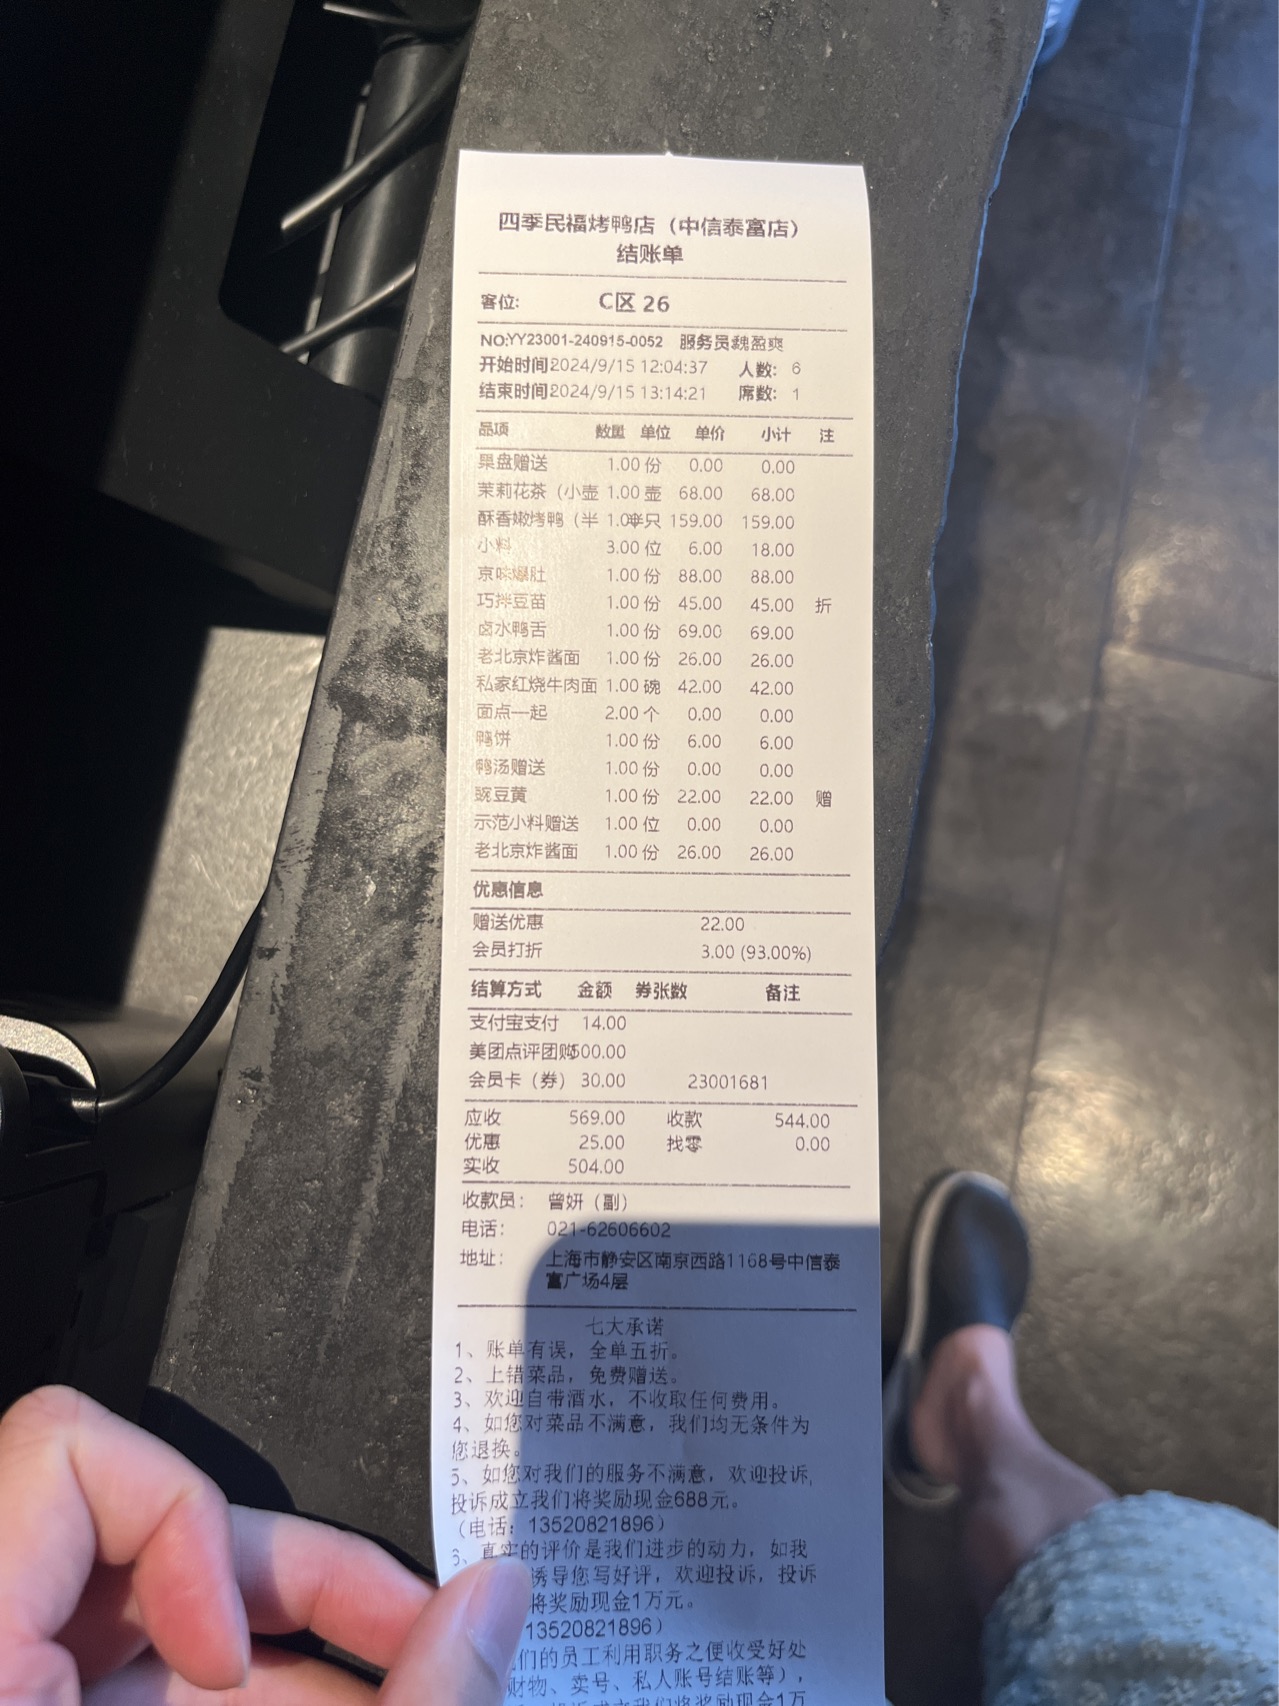 四季民福烤鸭店（中信泰富店）
结账单
客位: C区 26
NO:YY23001-240915-0052 服务员魏盈爽
开始时间2024/9/15 12:04:37 人数: 6
结束时间2024/9/15 13:14:21 席数: 1
品项 数量 单位 单价 小计 注
果盘赠送 1.00 份 0.00 0.00
茉莉花茶（小壶 1.00 壶 68.00 68.00
酥香嫩烤鸭（半 1.0半只 159.00 159.00
小料 3.00 位 6.00 18.00
京味爆肚 1.00 份 88.00 88.00
巧拌豆苗 1.00 份 45.00 45.00 折
卤水鸭舌 1.00 份 69.00 69.00
老北京炸酱面 1.00 份 26.00 26.00
私家红烧牛肉面 1.00 碗 42.00 42.00
面点一起 2.00 个 0.00 0.00
鸭饼 1.00 份 6.00 6.00
鸭汤赠送 1.00 份 0.00 0.00
豌豆黄 1.00 份 22.00 22.00 赠
示范小料赠送 1.00 位 0.00 0.00
老北京炸酱面 1.00 份 26.00 26.00
优惠信息
赠送优惠 22.00
会员打折 3.00 (93.00%)
结算方式 金额 券张数 备注
支付宝支付 14.00
美团点评团购500.00
会员卡（券） 30.00 23001681
应收 569.00 收款 544.00
优惠 25.00 找零 0.00
实收 504.00
收款员: 曾妍（副）
电话: 021-62606602
地址: 上海市静安区南京西路1168号中信泰
富广场4层
七大承诺
1、账单有误，全单五折。
2、上错菜品，免费赠送。
3、欢迎自带酒水，不收取任何费用。
4、如您对菜品不满意，我们均无条件为
您退换。
5、如您对我们的服务不满意，欢迎投诉,
投诉成立我们将奖励现金688元。
（电话: 13520821896）
6、真实的评价是我们进步的动力，如我
诱导您写好评，欢迎投诉，投诉
将奖励现金1万元。
13520821896）
们的员工利用职务之便收受好处
财物、卖号、私人账号结账等），
投诉成立我们将奖励现金1万